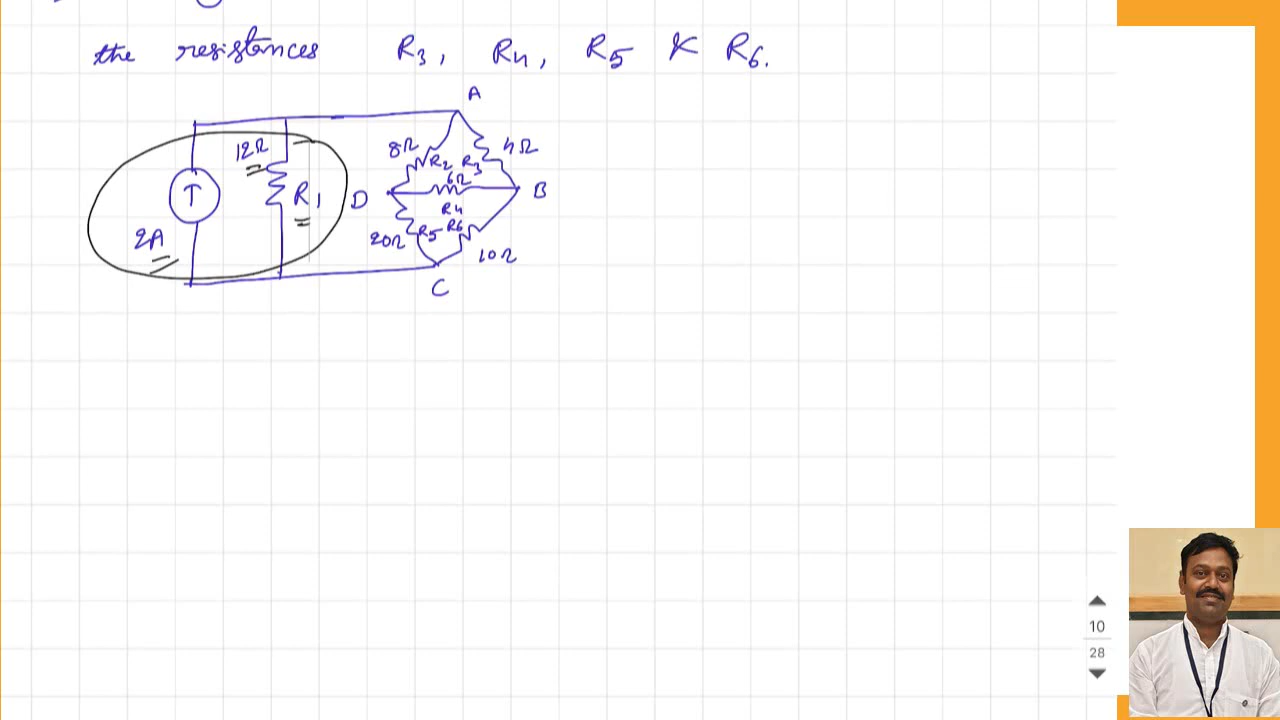 the resistances R3, R4, R5 & R6.
A
12Ω 8Ω R2 R3 4Ω
6Ω
R1 D B
R4
2A 20Ω R5 R6 10Ω
C
10
28